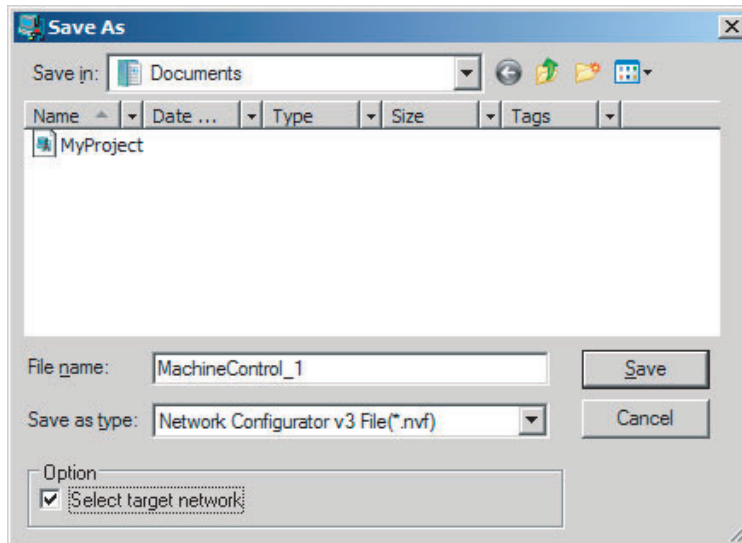 Save As
Save in: Documents
Name Date ... Type Size Tags
MyProject
File name: MachineControl_1 Save
Save as type: Network Configurator v3 File(*.nvf) Cancel
Option
Select target network